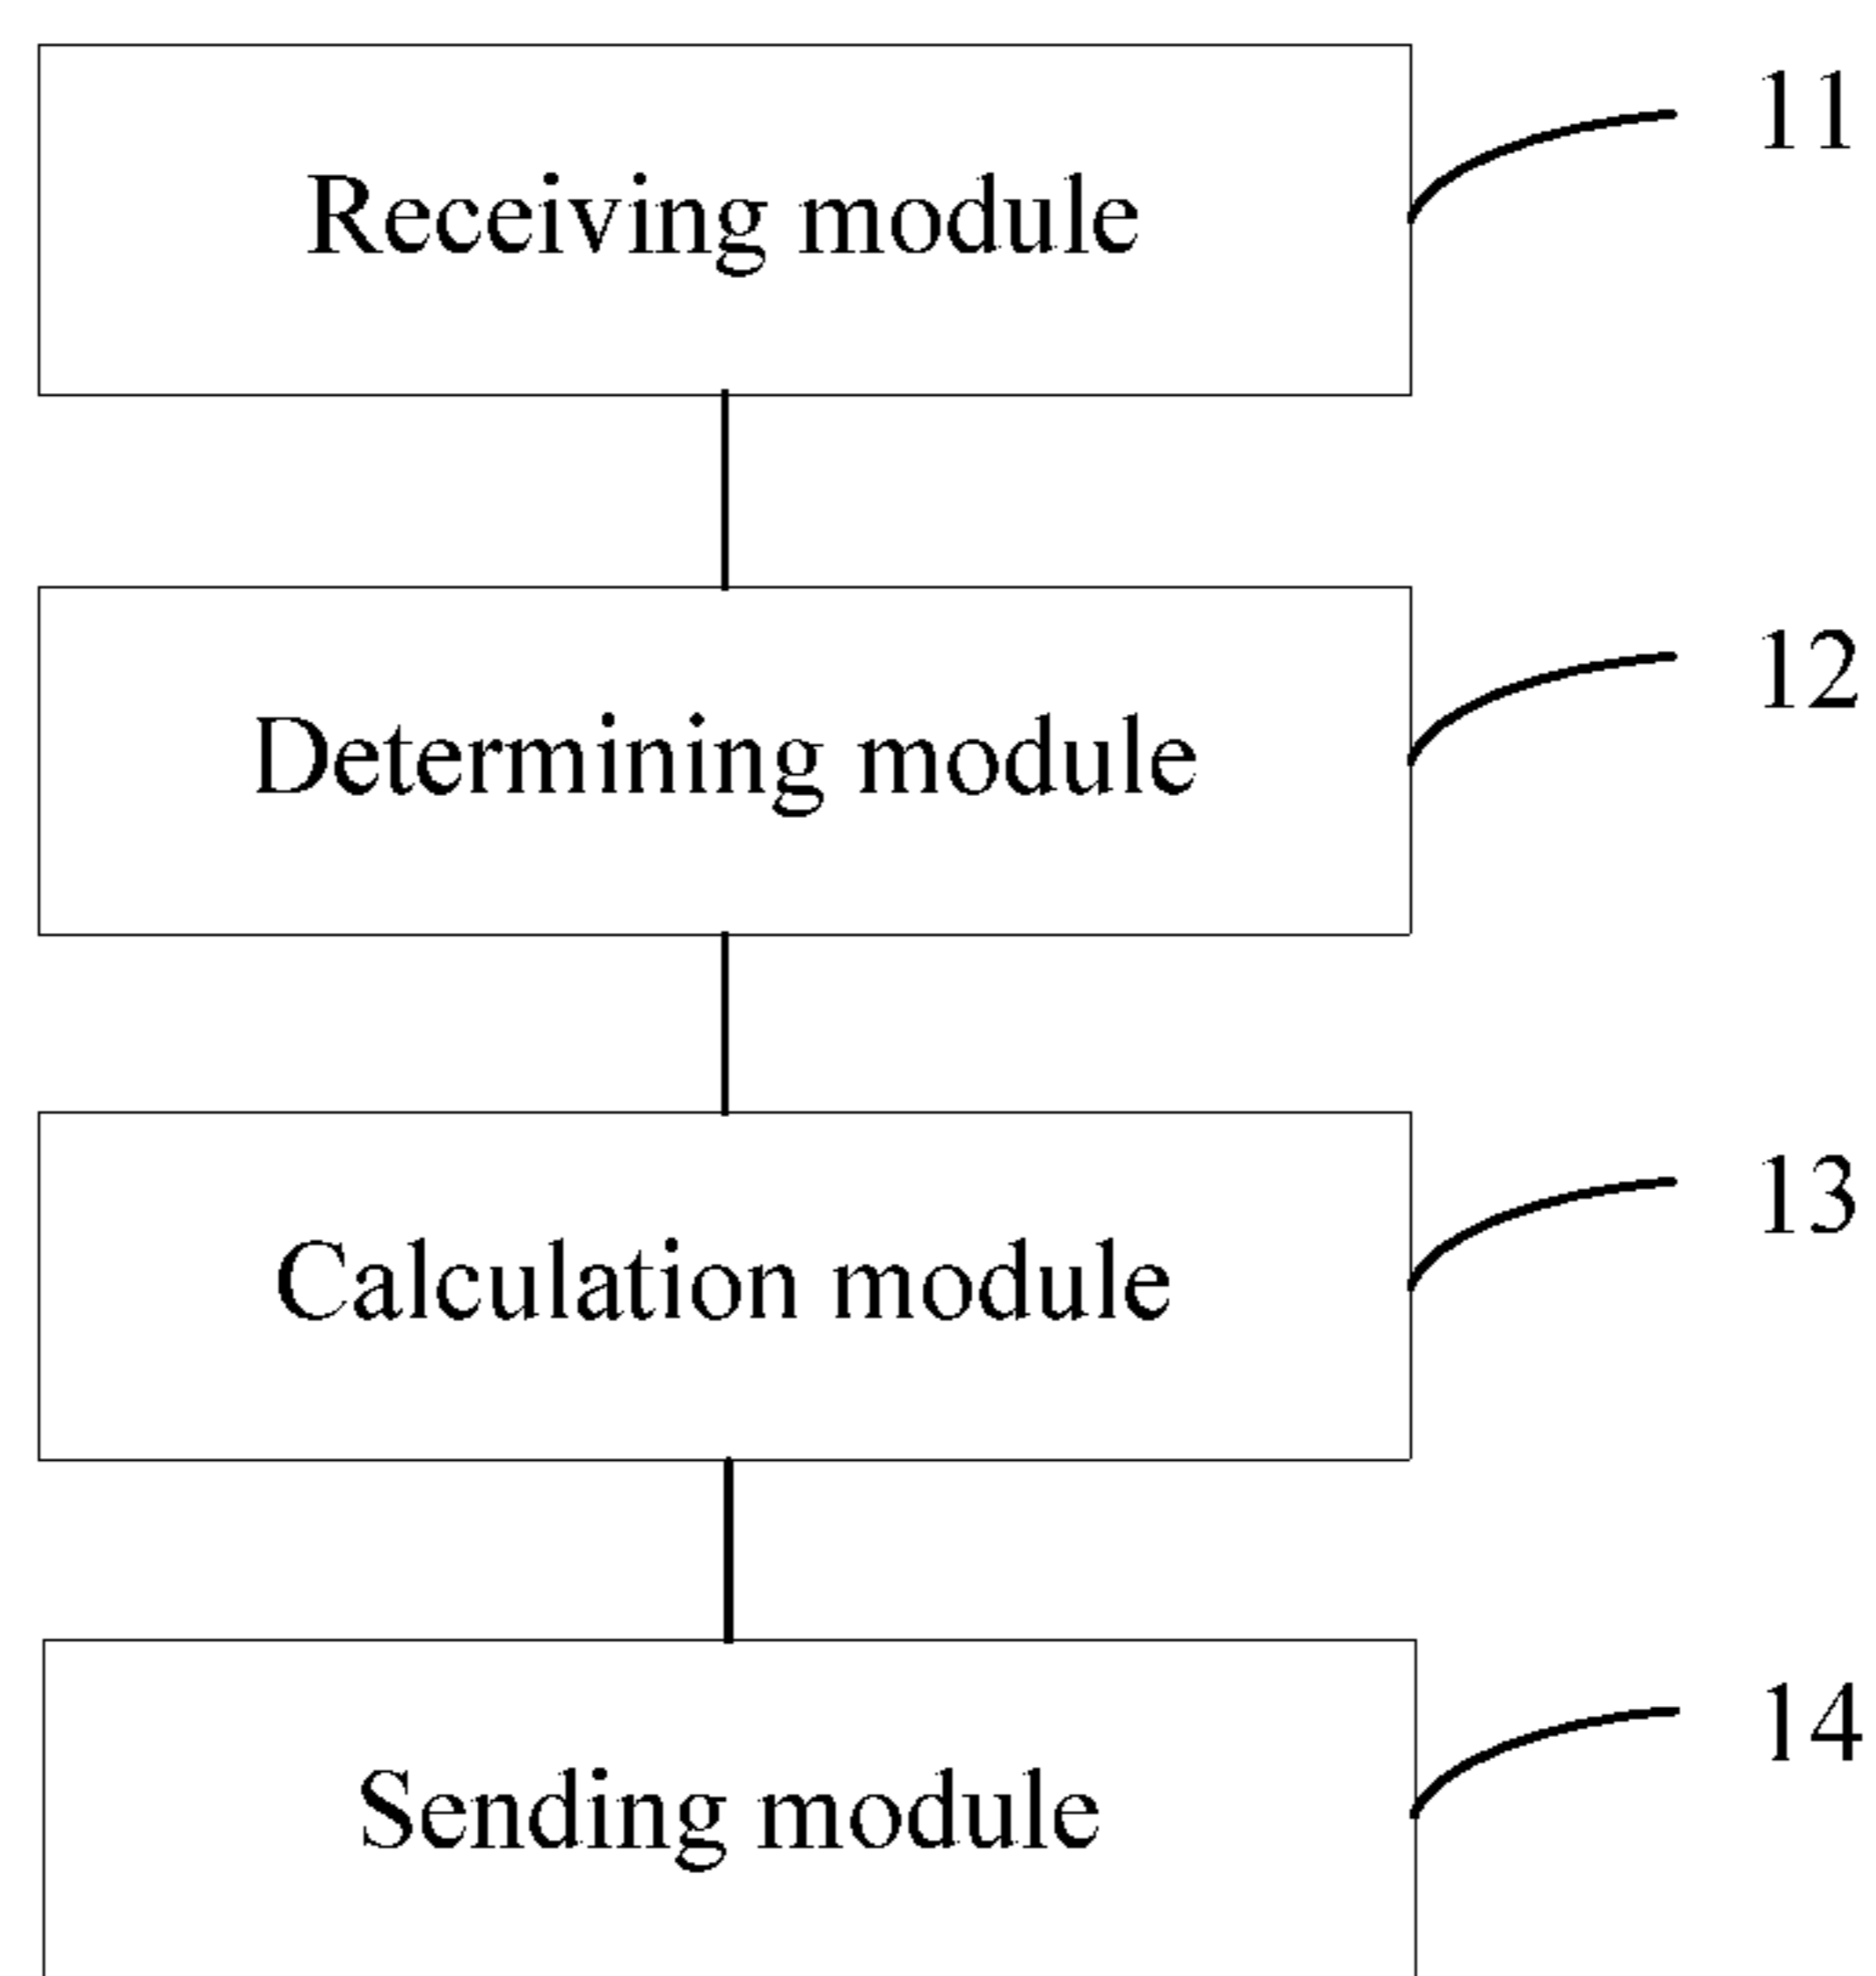 Receiving module
11
Determining module
12
Calculation module
13
Sending module
14